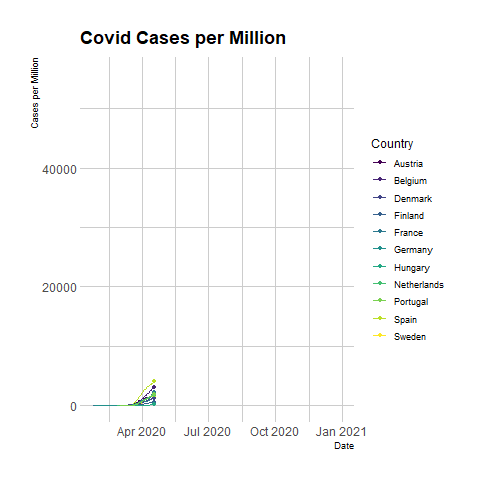 Covid Cases per Million
Cases per Million
40000
20000
0
Apr 2020
Jul 2020
Oct 2020
Jan 2021
Date
Country
Austria
Belgium
Denmark
Finland
France
Germany
Hungary
Netherlands
Portugal
Spain
Sweden